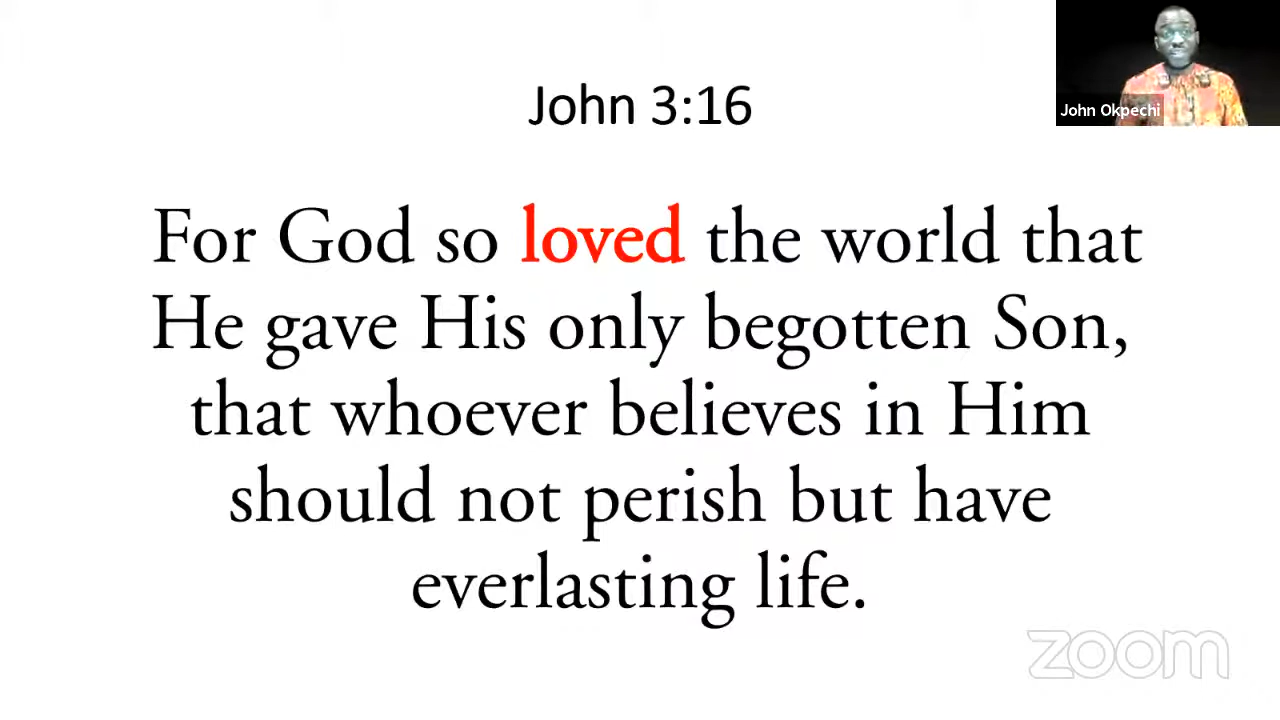 John 3:16
John Okpechi
For God so loved the world that
He gave His only begotten Son,
that whoever believes in Him
should not perish but have
everlasting life.
zoom